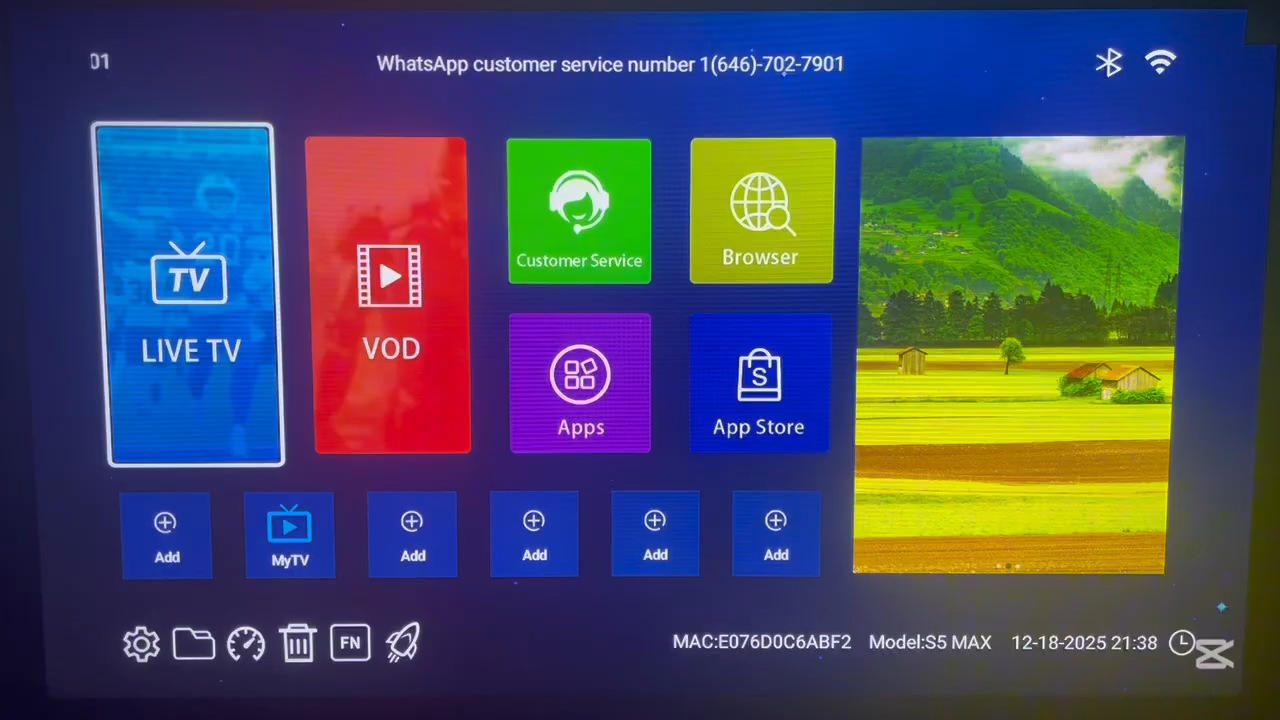 01
WhatsApp customer service number 1(646)-702-7901
TV
LIVE TV
VOD
Customer Service
Browser
Apps
S
App Store
Add
MyTV
Add
Add
Add
Add
FN
MAC:E076D0C6ABF2 Model:S5 MAX 12-18-2025 21:38